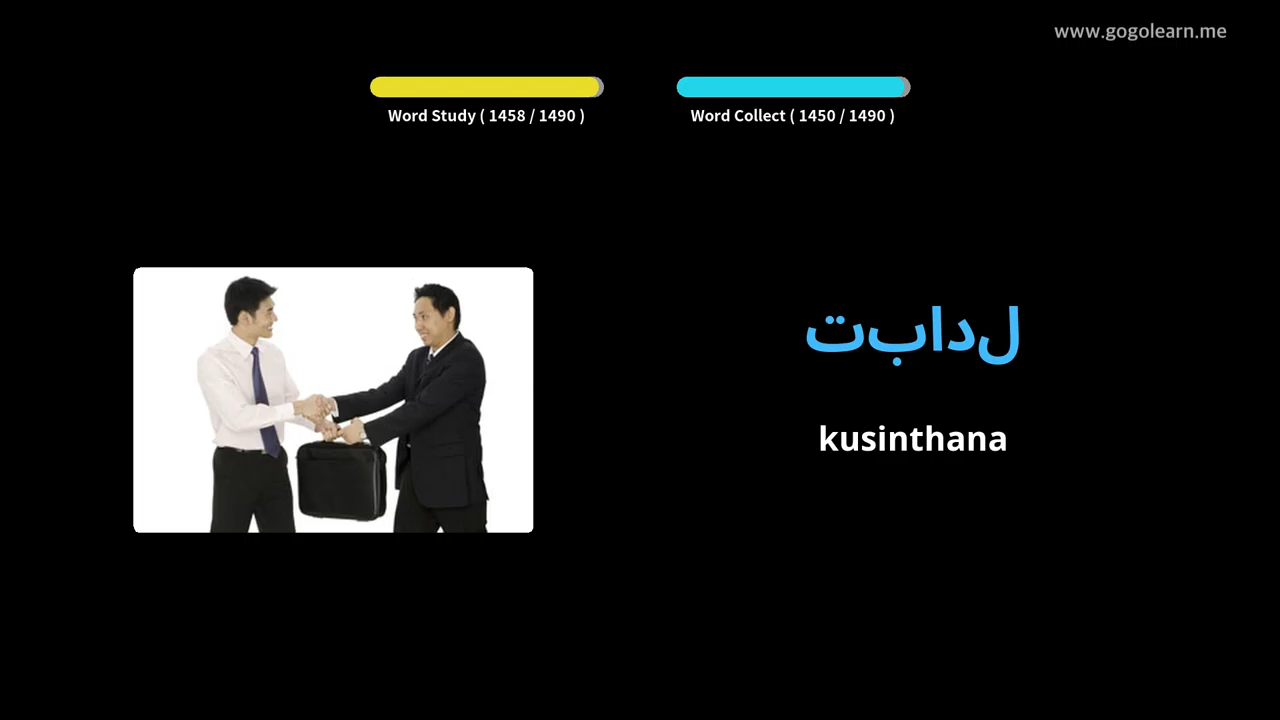 www.gogolearn.me
Word Study ( 1458 / 1490 )
Word Collect ( 1450 / 1490 )
تبادل
kusinthana